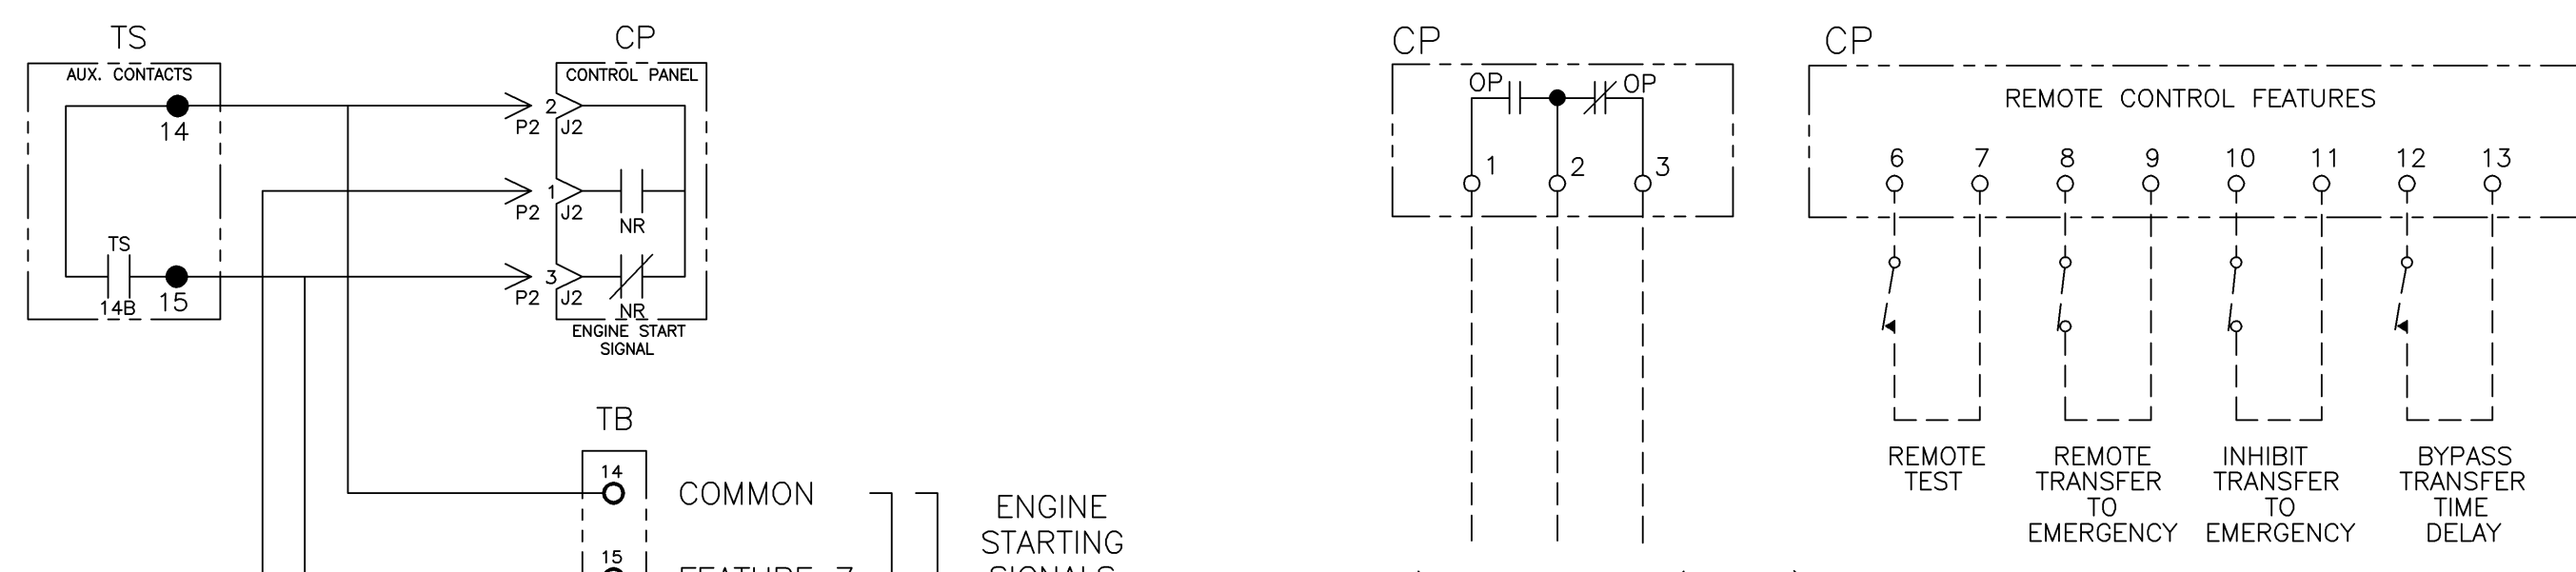 TS
AUX. CONTACTS
14
TS
14B
15
CP
CONTROL PANEL
2
P2 J2
1
P2 J2
NR
3
P2 J2
NR
ENGINE START
SIGNAL
TB
14
COMMON
15
FEATURE 7
ENGINE
STARTING
SIGNALS
CP
OP OP
1 2 3
CP
REMOTE CONTROL FEATURES
6 7 8 9 10 11 12 13
REMOTE
TEST
REMOTE
TRANSFER
TO
EMERGENCY
INHIBIT
TRANSFER
TO
EMERGENCY
BYPASS
TRANSFER
TIME
DELAY